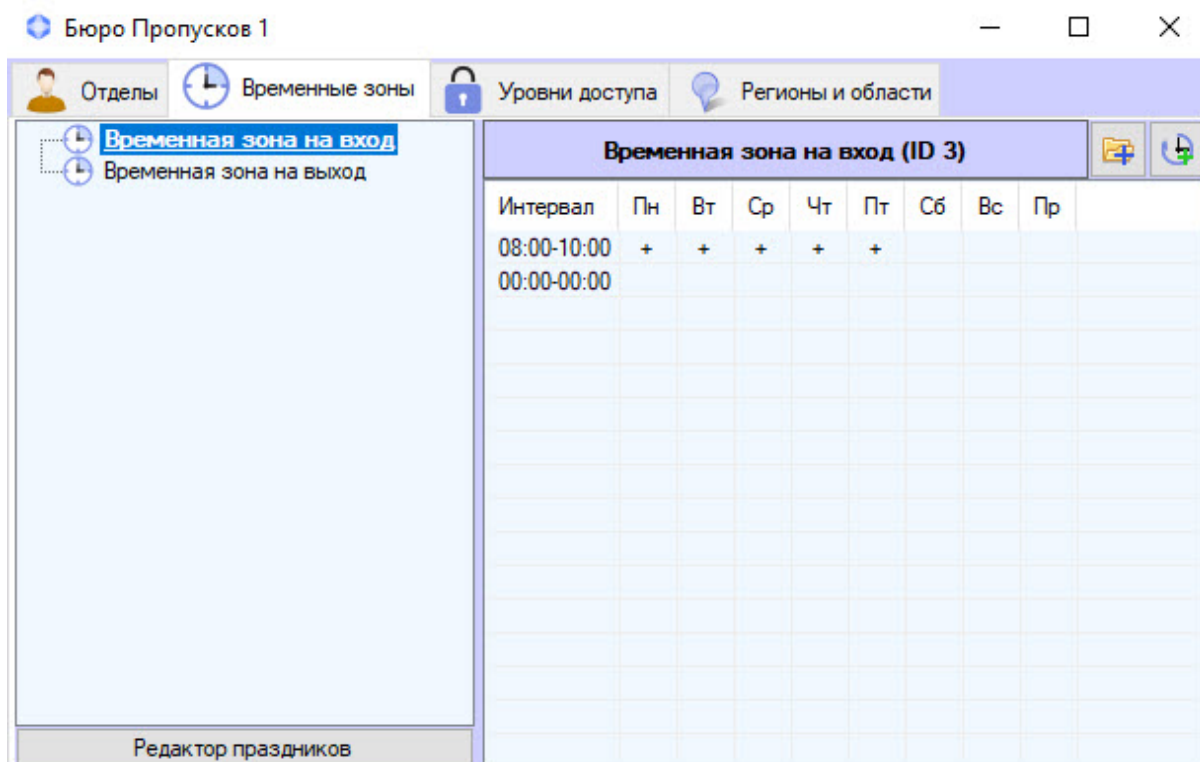 Бюро Пропусков 1
Отделы Временные зоны Уровни доступа Регионы и области
Временная зона на вход
Временная зона на выход
Временная зона на вход (ID 3)
Интервал Пн Вт Ср Чт Пт Сб Вс Пр
08:00-10:00 + + + + +
00:00-00:00
Редактор праздников